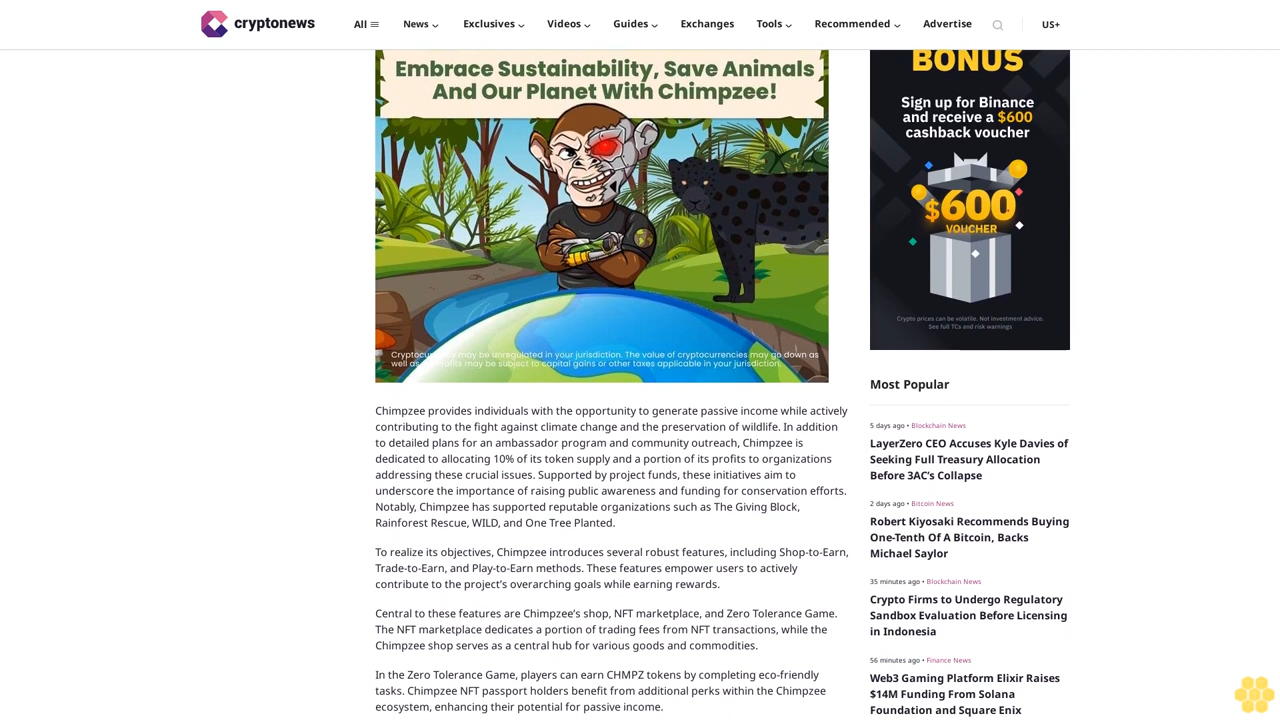 cryptonews
All
News
Exclusives
Videos
Guides
Exchanges
Tools
Recommended
Advertise
US+
Embrace Sustainability, Save Animals
And Our Planet With Chimpzee!
may be unregulated in your jurisdiction. The value of cryptocurrencies may go down as
well as profits may be subject to capital gains or other taxes applicable in your jurisdiction.
Chimpzee provides individuals with the opportunity to generate passive income while actively
contributing to the fight against climate change and the preservation of wildlife. In addition
to detailed plans for an ambassador program and community outreach, Chimpzee is
dedicated to allocating 10% of its token supply and a portion of its profits to organizations
addressing these crucial issues. Supported by project funds, these initiatives aim to
underscore the importance of raising public awareness and funding for conservation efforts.
Notably, Chimpzee has supported reputable organizations such as The Giving Block,
Rainforest Rescue, WILD, and One Tree Planted.
To realize its objectives, Chimpzee introduces several robust features, including Shop-to-Earn,
Trade-to-Earn, and Play-to-Earn methods. These features empower users to actively
contribute to the project's overarching goals while earning rewards.
Central to these features are Chimpzee's shop, NFT marketplace, and Zero Tolerance Game.
The NFT marketplace dedicates a portion of trading fees from NFT transactions, while the
Chimpzee shop serves as a central hub for various goods and commodities.
In the Zero Tolerance Game, players can earn CHMPZ tokens by completing eco-friendly
tasks. Chimpzee NFT passport holders benefit from additional perks within the Chimpzee
ecosystem, enhancing their potential for passive income.
BONUS
Sign up for Binance
and receive a $600
cashback voucher
$600
VOUCHER
Crypto prices can be volatile. Not investment advice.
See full TCs and risk warnings
Most Popular
5 days ago • Blockchain News
LayerZero CEO Accuses Kyle Davies of
Seeking Full Treasury Allocation
Before 3AC's Collapse
2 days ago • Bitcoin News
Robert Kiyosaki Recommends Buying
One-Tenth Of A Bitcoin, Backs
Michael Saylor
35 minutes ago • Blockchain News
Crypto Firms to Undergo Regulatory
Sandbox Evaluation Before Licensing
in Indonesia
56 minutes ago • Finance News
Web3 Gaming Platform Elixir Raises
$14M Funding From Solana
Foundation and Square Enix